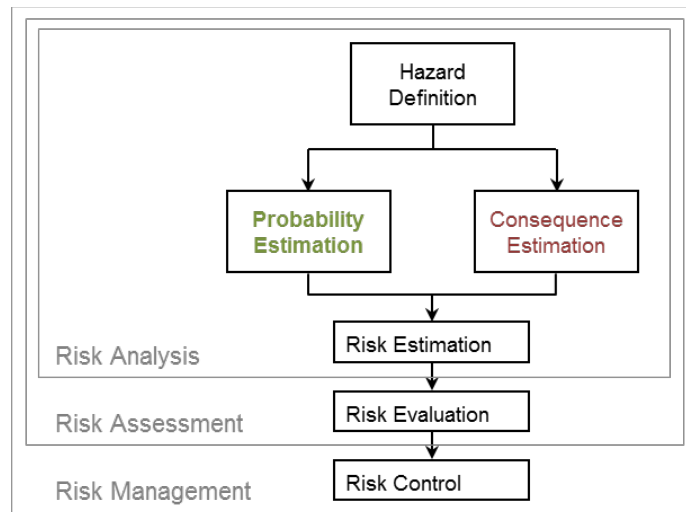 Hazard
Definition
Probability
Estimation
Consequence
Estimation
Risk Estimation
Risk Analysis
Risk Evaluation
Risk Assessment
Risk Control
Risk Management